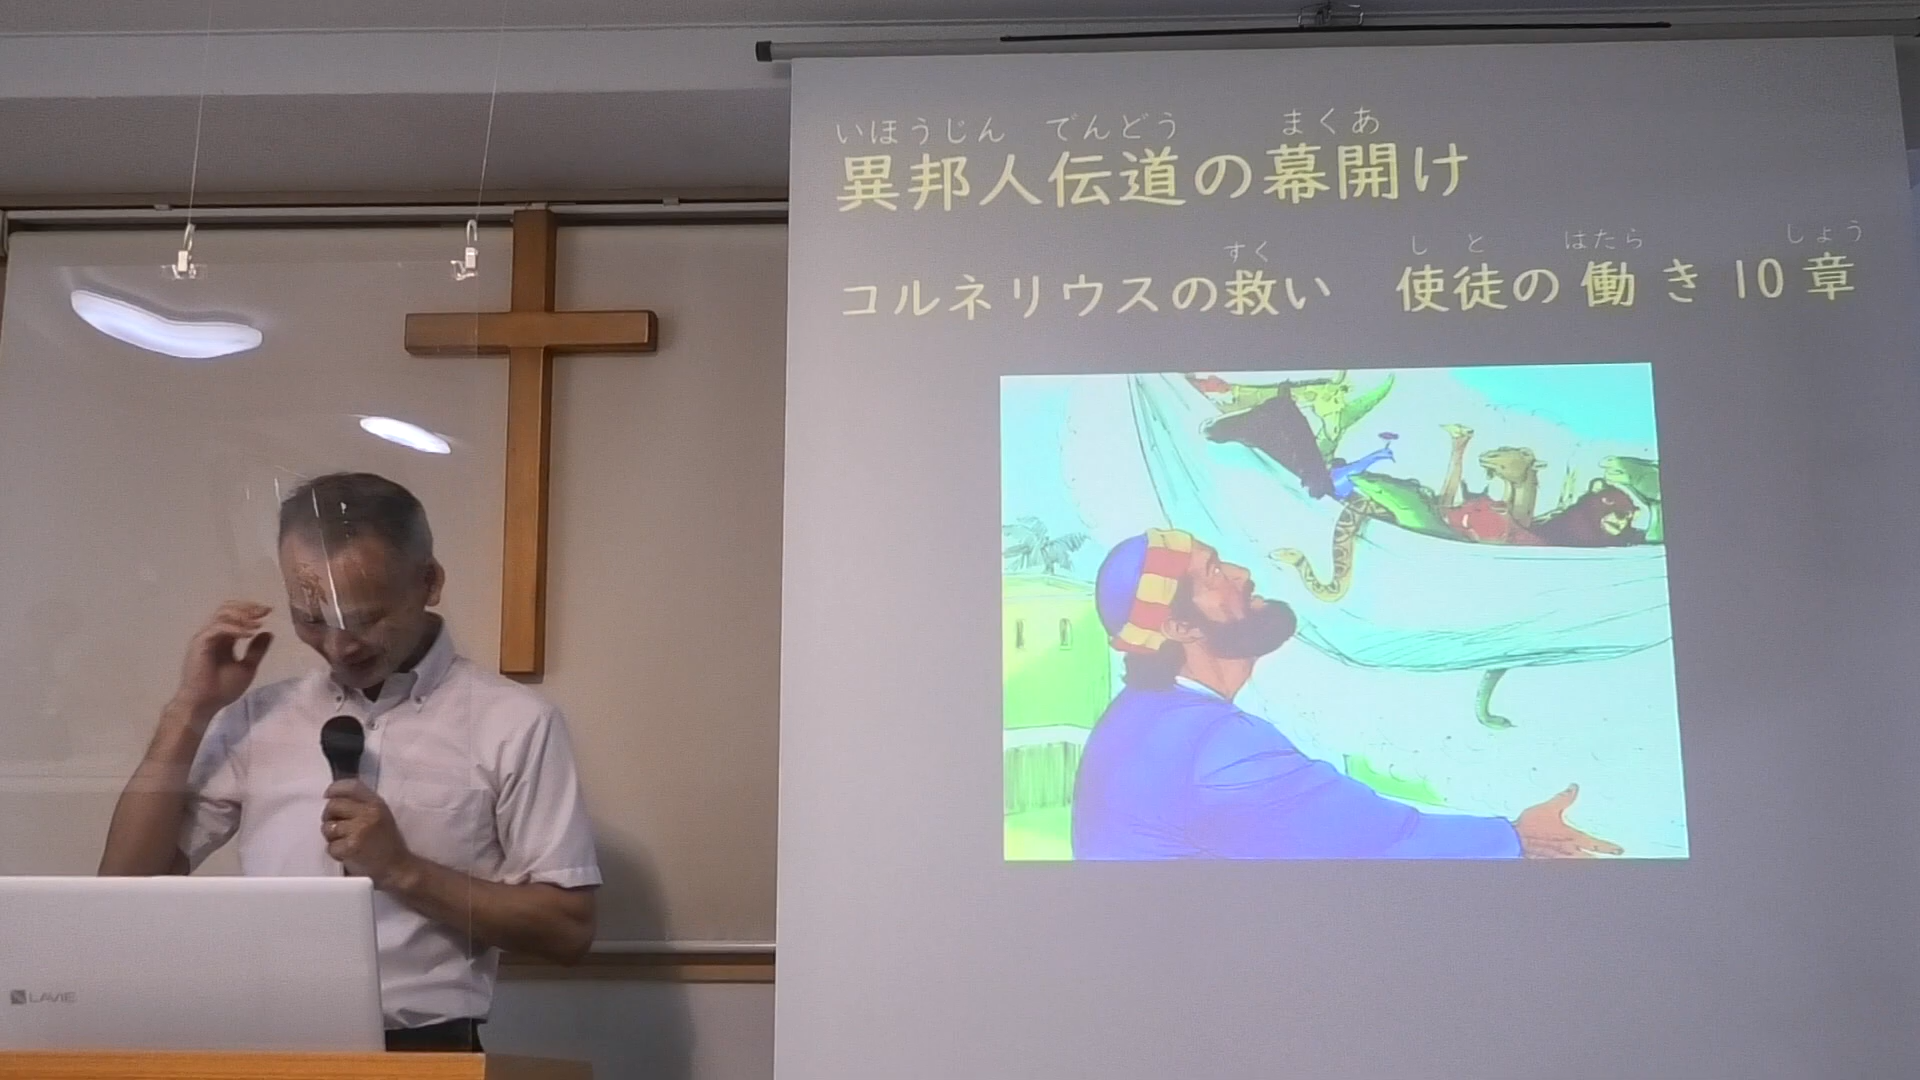 いほうじん でんどう まくあ
異邦人伝道の幕開け
すく しと はたら しょう
コルネリウスの救い 使徒の働き10章
LAVIE